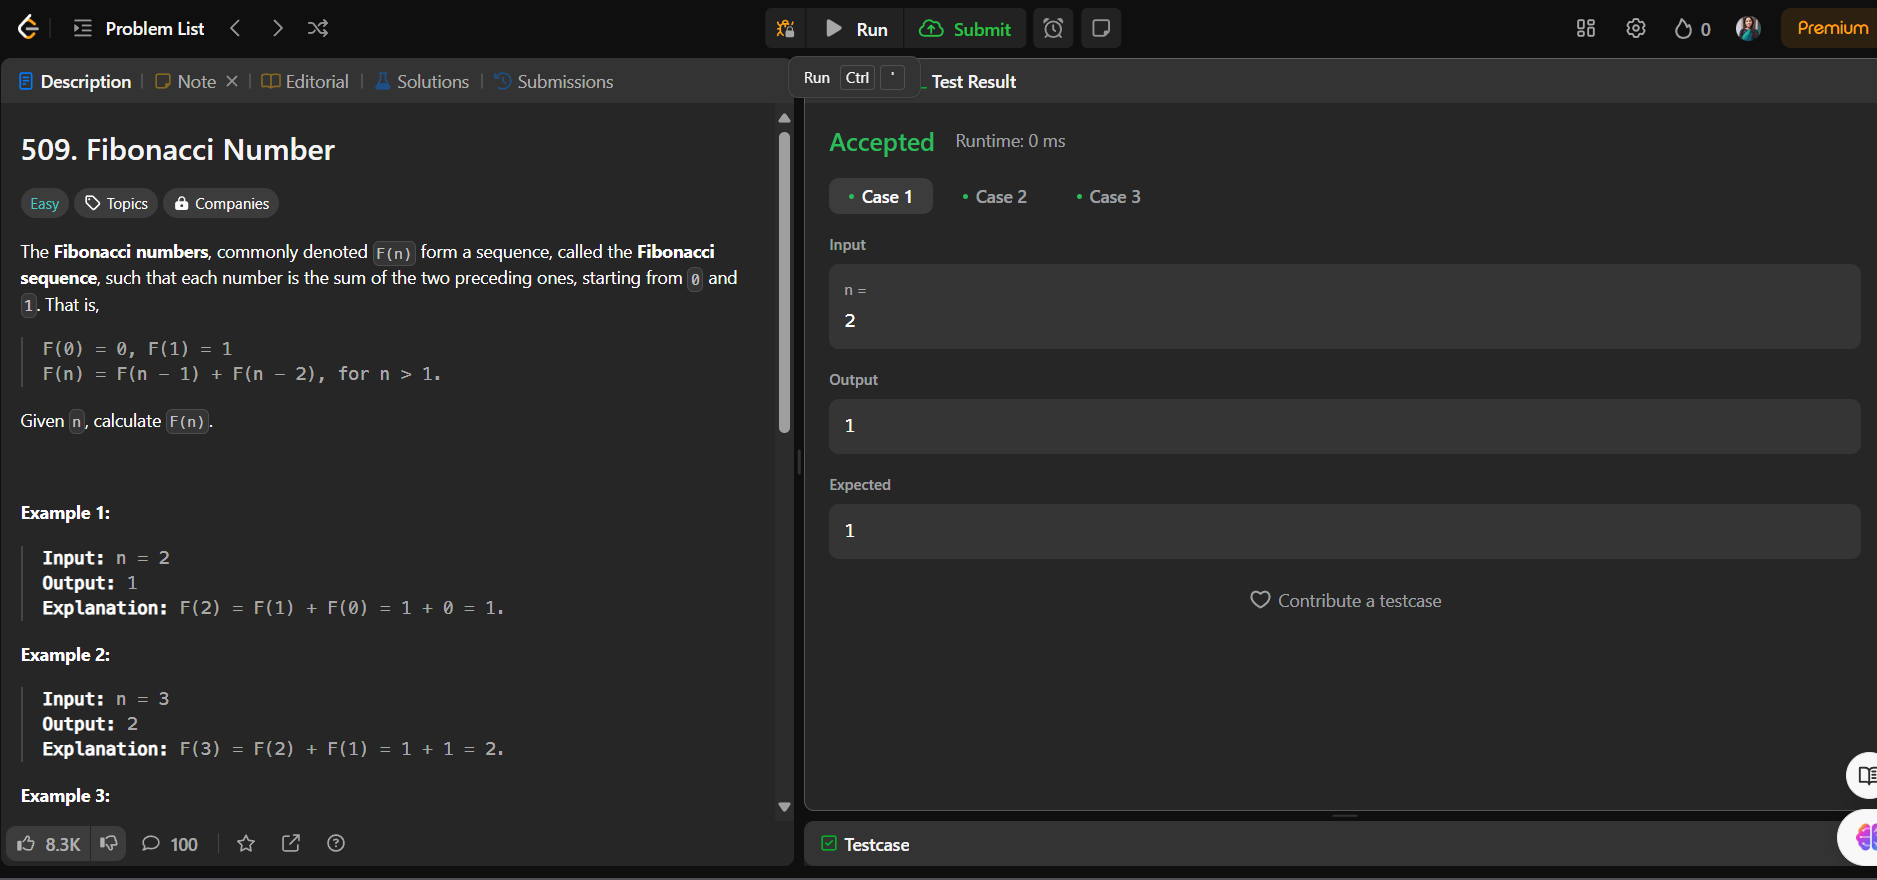 Problem List
Run
Submit
0
Premium
Description
Note
Editorial
Solutions
Submissions
Run Ctrl '
Test Result
509. Fibonacci Number
Easy
Topics
Companies
The Fibonacci numbers, commonly denoted F(n) form a sequence, called the Fibonacci
sequence, such that each number is the sum of the two preceding ones, starting from 0 and
1. That is,
F(0) = 0, F(1) = 1
F(n) = F(n - 1) + F(n - 2), for n > 1.
Given n, calculate F(n).
Example 1:
Input: n = 2
Output: 1
Explanation: F(2) = F(1) + F(0) = 1 + 0 = 1.
Example 2:
Input: n = 3
Output: 2
Explanation: F(3) = F(2) + F(1) = 1 + 1 = 2.
Example 3:
8.3K
100
Accepted
Runtime: 0 ms
Case 1
Case 2
Case 3
Input
n =
2
Output
1
Expected
1
Contribute a testcase
Testcase